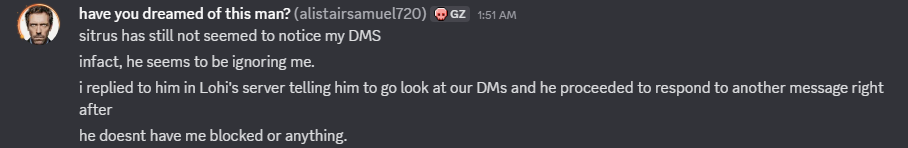 have you dreamed of this man? (alistairsamuel720) GZ 1:51 AM
sitrus has still not seemed to notice my DMS
infact, he seems to be ignoring me.
i replied to him in Lohi's server telling him to go look at our DMs and he proceeded to respond to another message right
after
he doesnt have me blocked or anything.